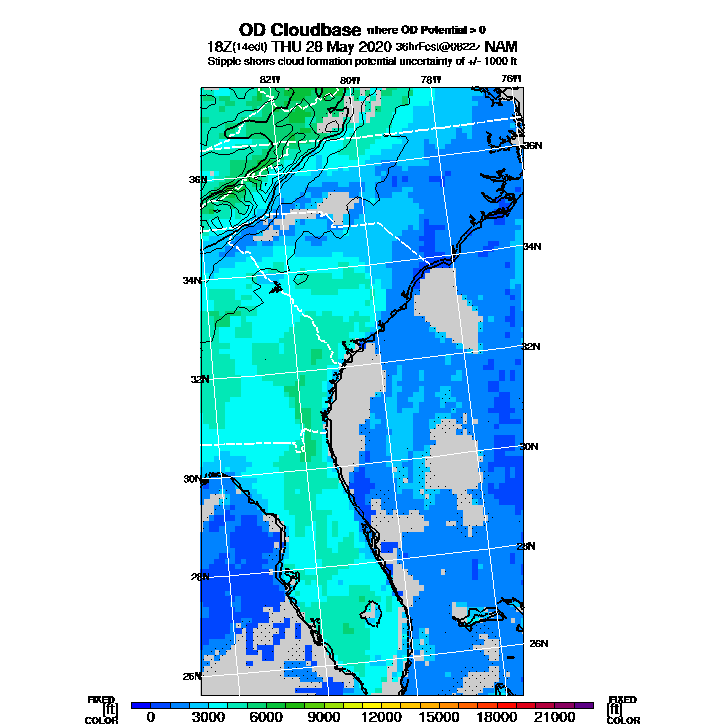 OD Cloudbase where OD Potential > 0
18Z(14edt) THU 28 May 2020 36hrFcst@0622z NAM
Stipple shows cloud formation potential uncertainty of +/- 1000 ft
82W 80W 78W 76W
36N
36N
34N
34N
32N
32N
30N
30N
28N
28N
26N
26N
FIXED FIXED
[ft] [ft]
COLOR COLOR
0 3000 6000 9000 12000 15000 18000 21000